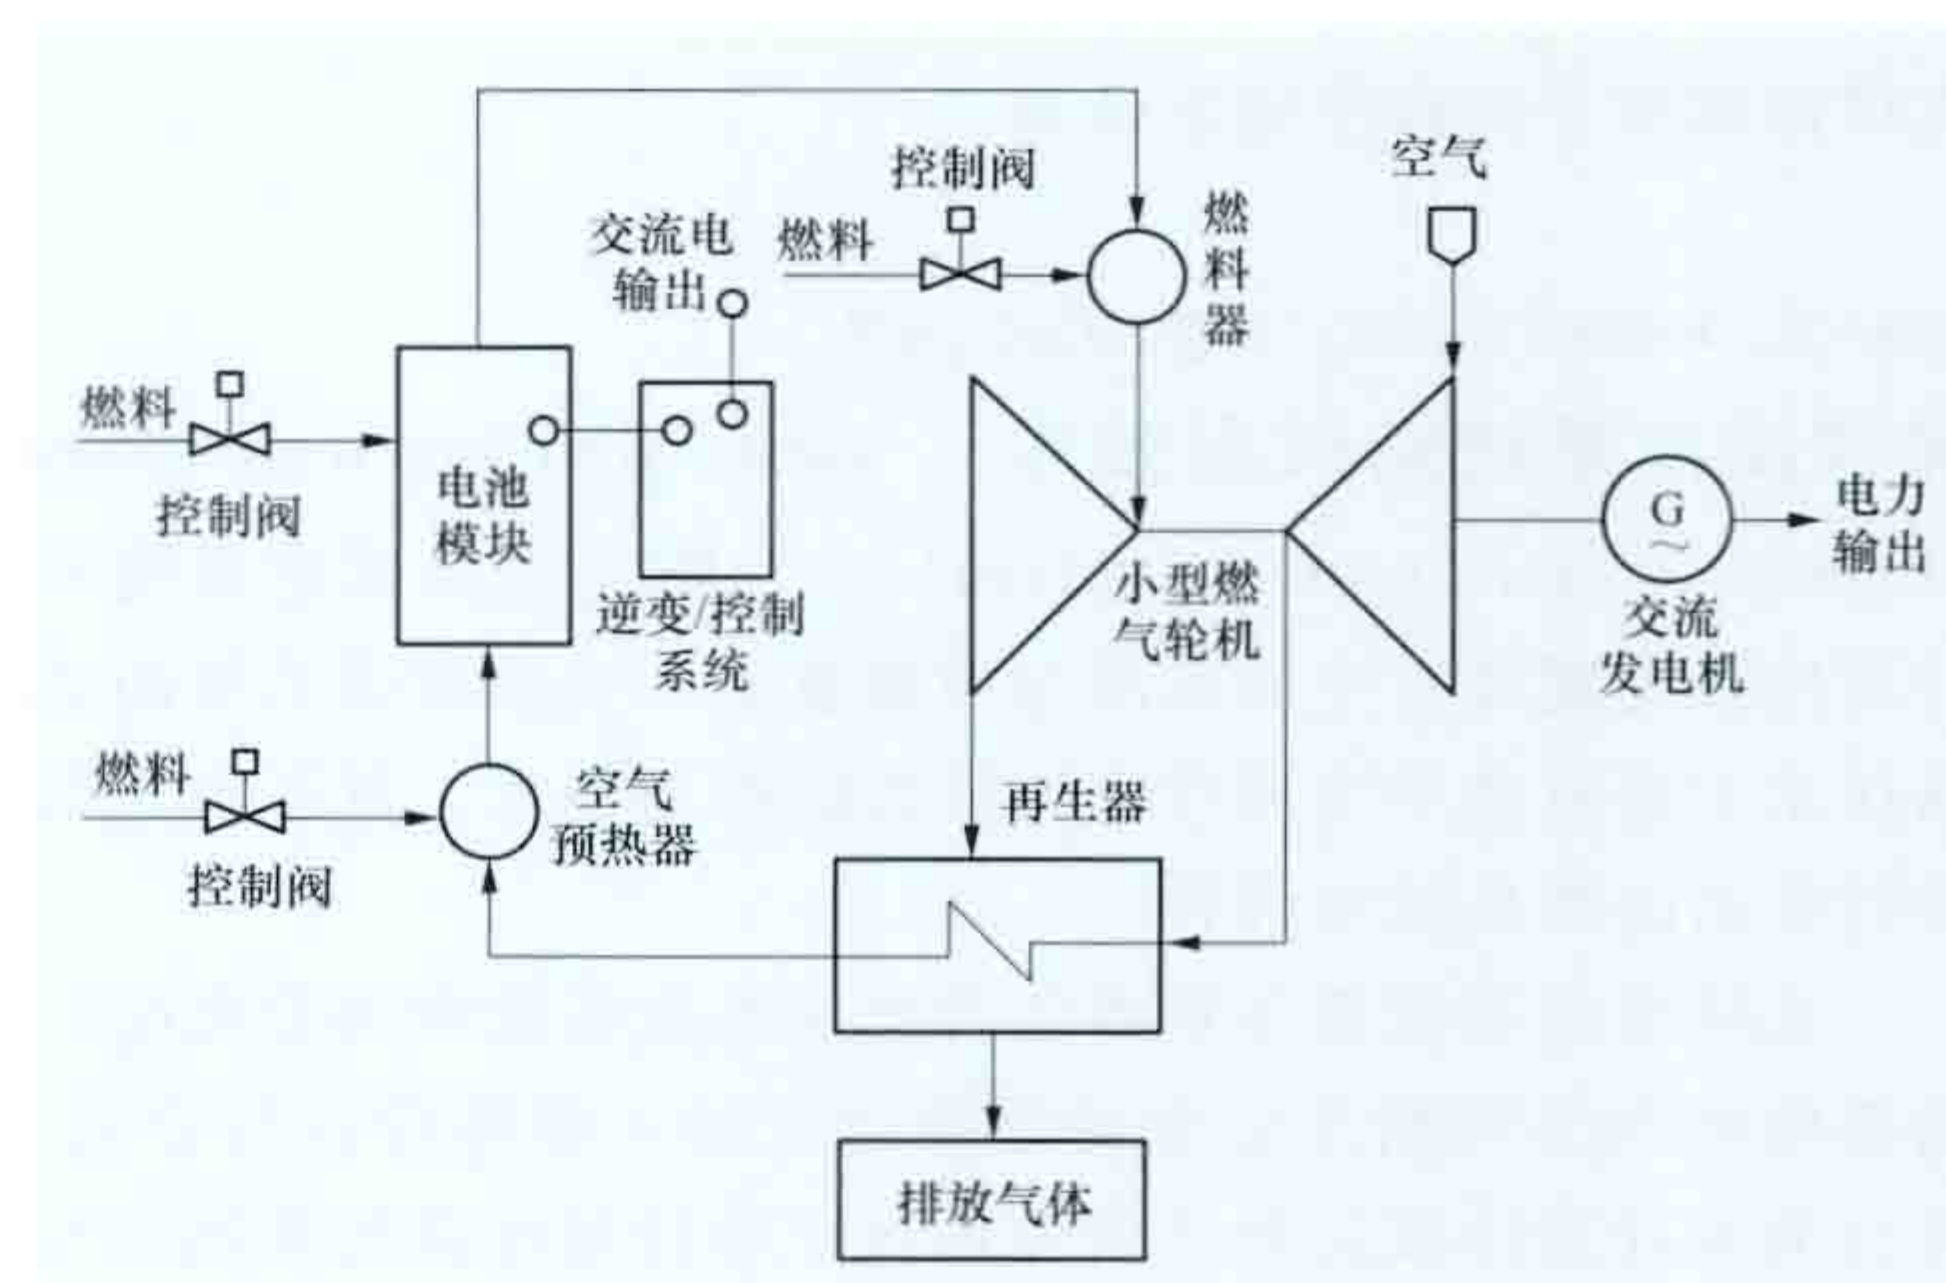 控制阀
空气
燃
料
器
交流电
输出
燃料
燃料
控制阀
电池
模块
逆变/控制
系统
小型燃
气轮机
G
~
电力
输出
交流
发电机
燃料
空气
预热器
控制阀
再生器
排放气体